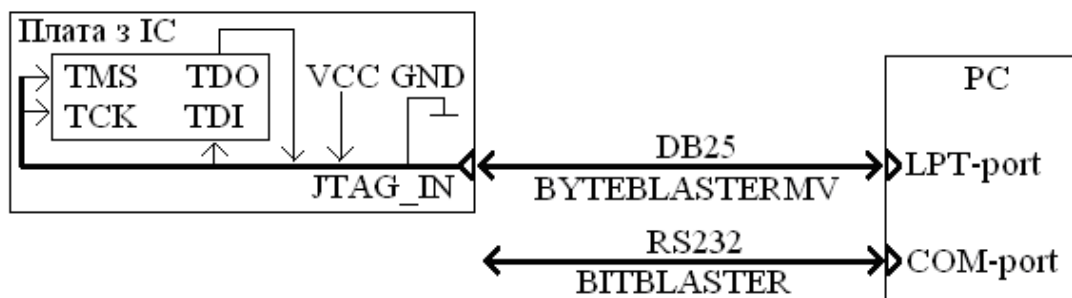 Плата з ІС
TMS TDO
TCK TDI
VCC GND
JTAG_IN
DB25
BYTEBLASTERMV
RS232
BITBLASTER
PC
LPT-port
COM-port